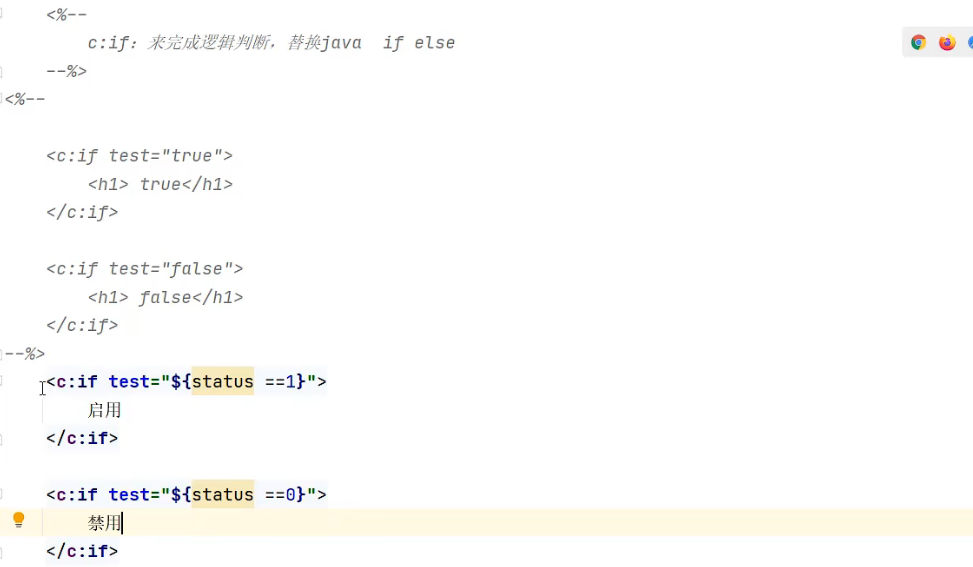 <%--
c:if：来完成逻辑判断，替换java  if else
--%>
<%--
<c:if test="true">
<h1> true</h1>
</c:if>
<c:if test="false">
<h1> false</h1>
</c:if>
--%>
<c:if test="${status ==1}">
启用
</c:if>
<c:if test="${status ==0}">
禁用
</c:if>